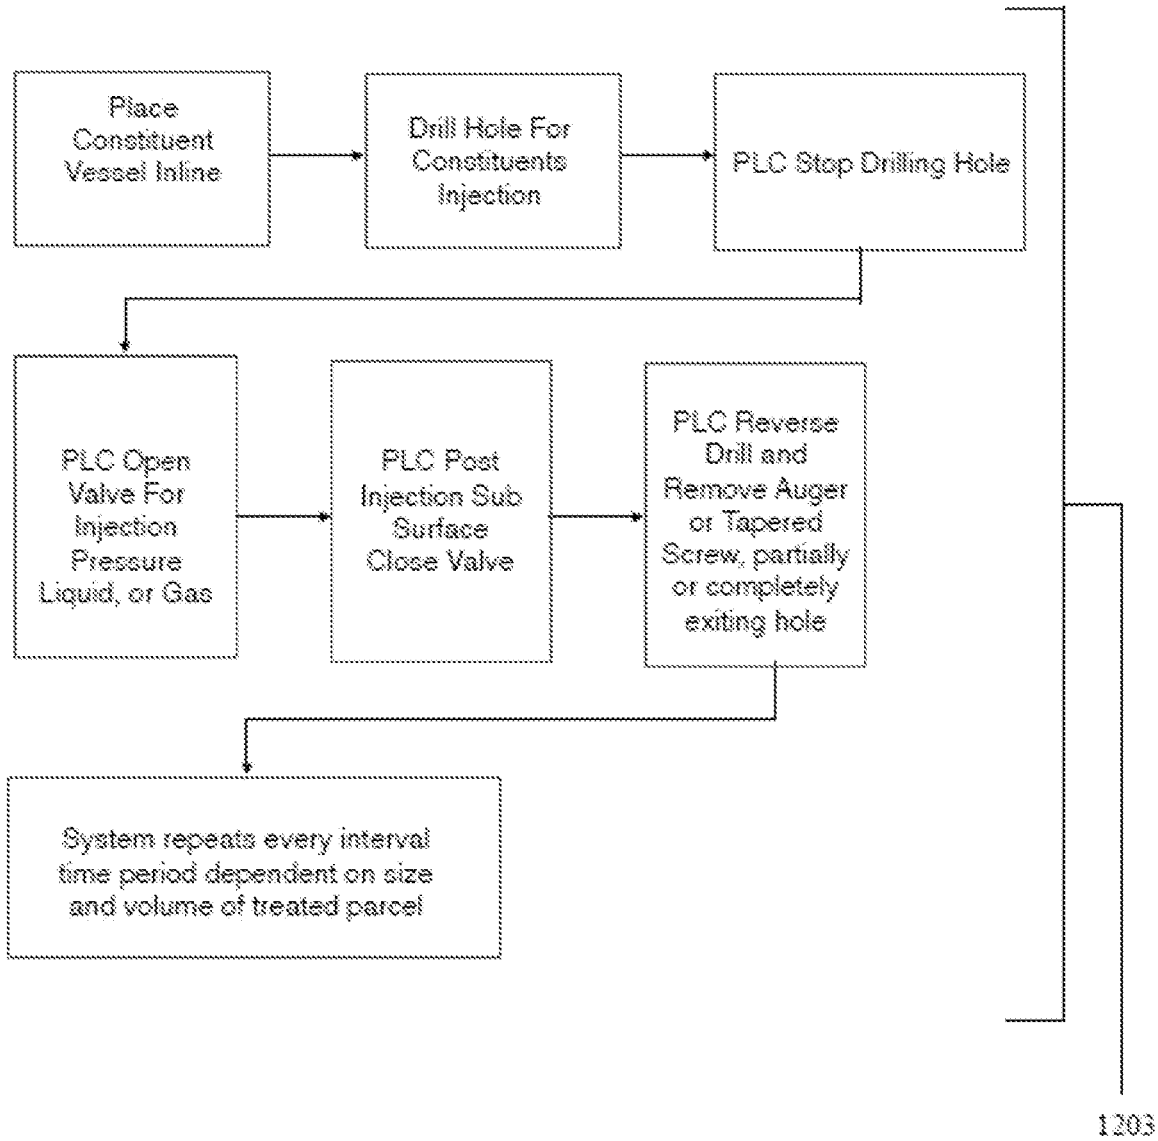 Place
Constituent
Vessel Inline
Drill Hole For
Constituents
Injection
PLC Stop Drilling Hole
PLC Open
Valve For
Injection
Pressure
Liquid, or Gas
PLC Post
Injection Sub
Surface
Close Valve
PLC Reverse
Drill and
Remove Auger
or Tapered
Screw, partially
or completely
exiting hole
System repeats every interval
time period dependent on size
and volume of treated parcel
1203